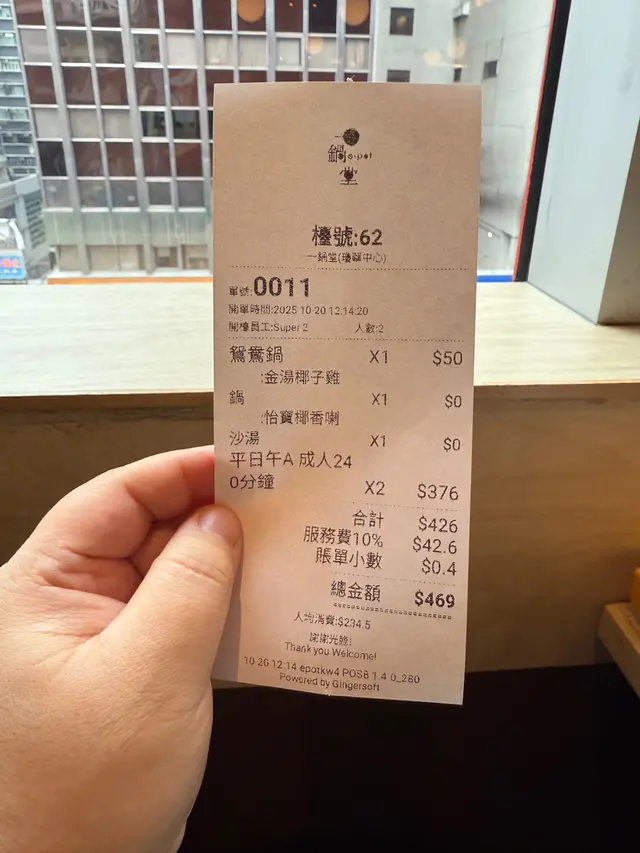 一
鍋e·pot
堂
檯號:62
一鍋堂(瓊華中心)
單號:0011
開單時間:2025-10-20 12:14:20
開檯員工:Super 2 人數:2
鴛鴦鍋 X1 $50
:金湯椰子雞
鍋 X1 $0
:怡寶椰香喇
沙湯 X1 $0
平日午A 成人24
0分鐘 X2 $376
合計 $426
服務費10% $42.6
賬單小數 $0.4
總金額 $469
人均消費:$234.5
謝謝光臨!
Thank you Welcome!
10-20 12:14 epotkw4 POS8 1.4.0_280
Powered by Gingersoft